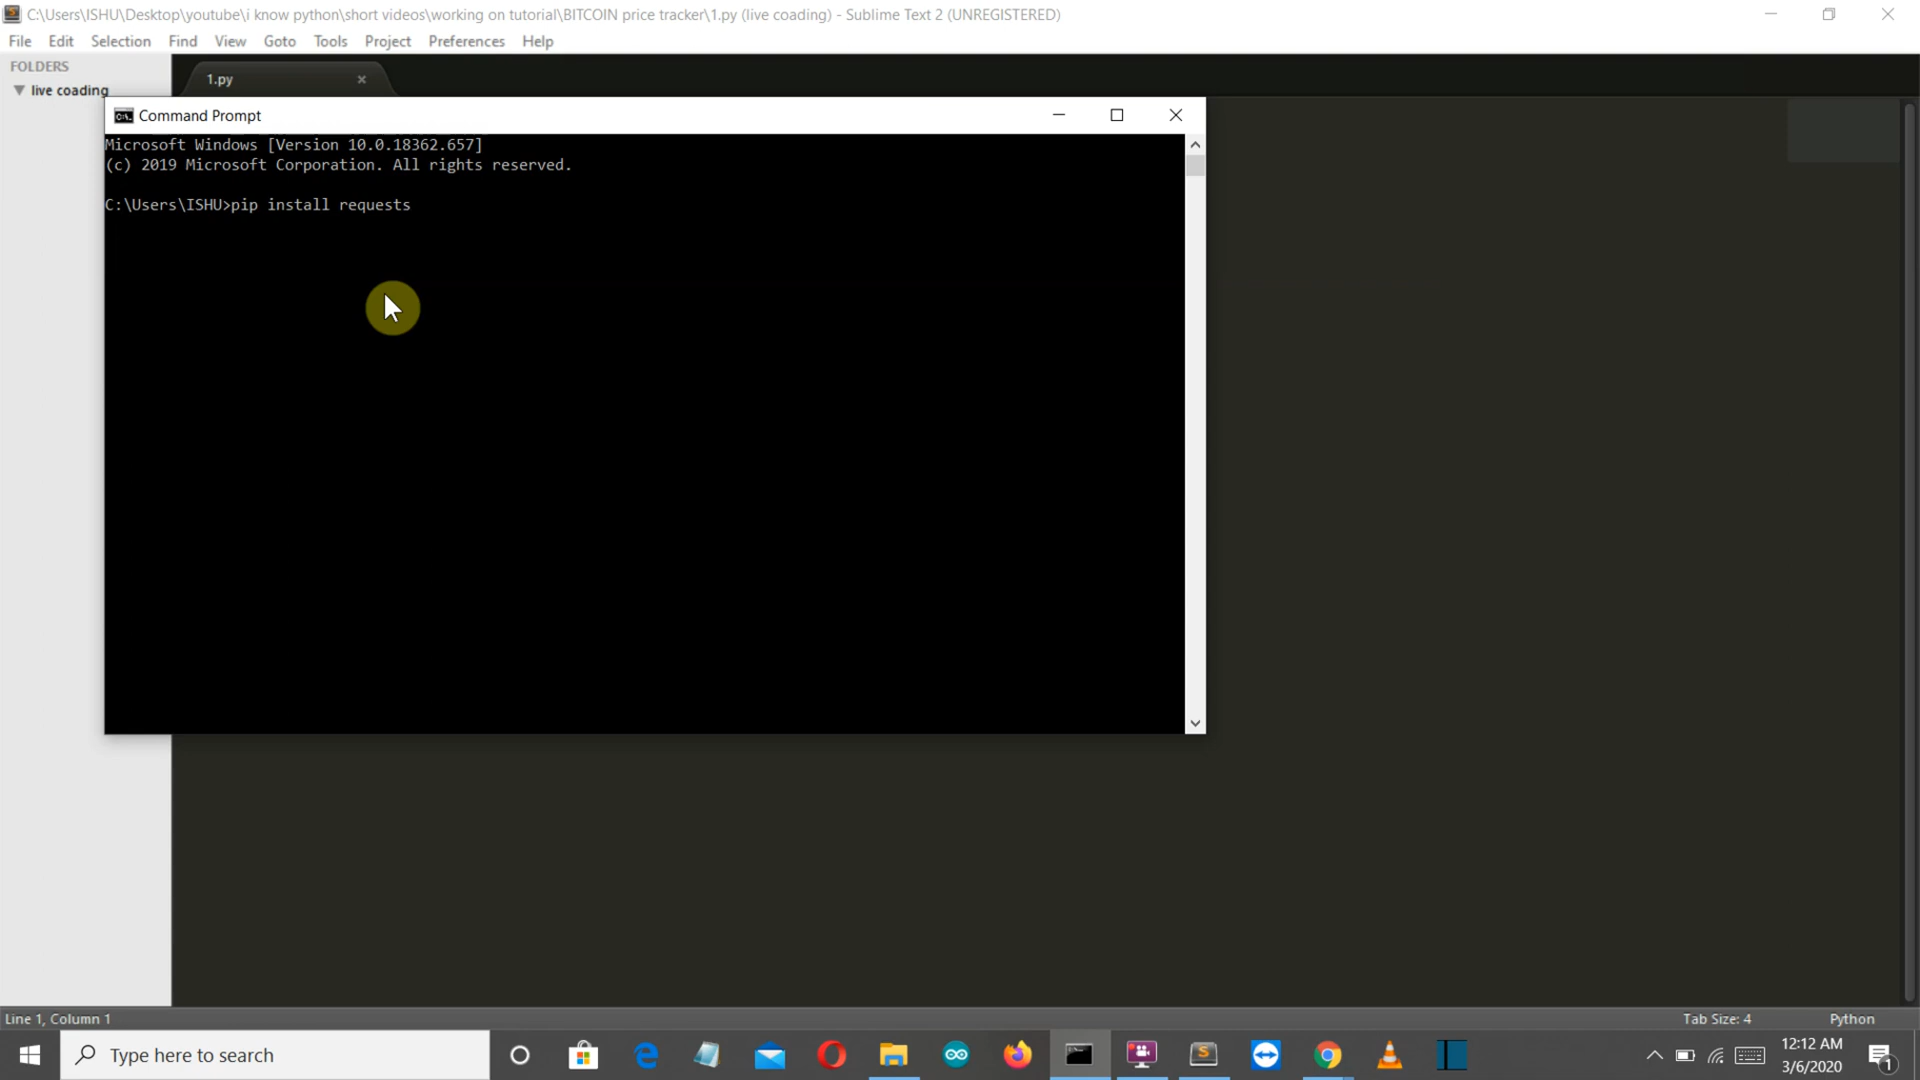 C:\Users\ISHU\Desktop\youtube\i know python\short videos\working on tutorial\BITCOIN price tracker\1.py (live coading) - Sublime Text 2 (UNREGISTERED)
File Edit Selection Find View Goto Tools Project Preferences Help
FOLDERS
1.py
live coading
Command Prompt
Microsoft Windows [Version 10.0.18362.657]
(c) 2019 Microsoft Corporation. All rights reserved.
C:\Users\ISHU>pip install requests
Line 1, Column 1
Tab Size: 4
Python
Type here to search
12:12 AM
3/6/2020
1